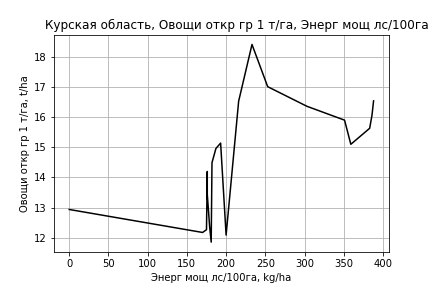 Курская область, Овощи откр гр 1 т/га, Энерг мощ лс/100га
18
17
16
15
14
13
12
Овощи откр гр 1 т/га, t/ha
0 50 100 150 200 250 300 350 400
Энерг мощ лс/100га, kg/ha